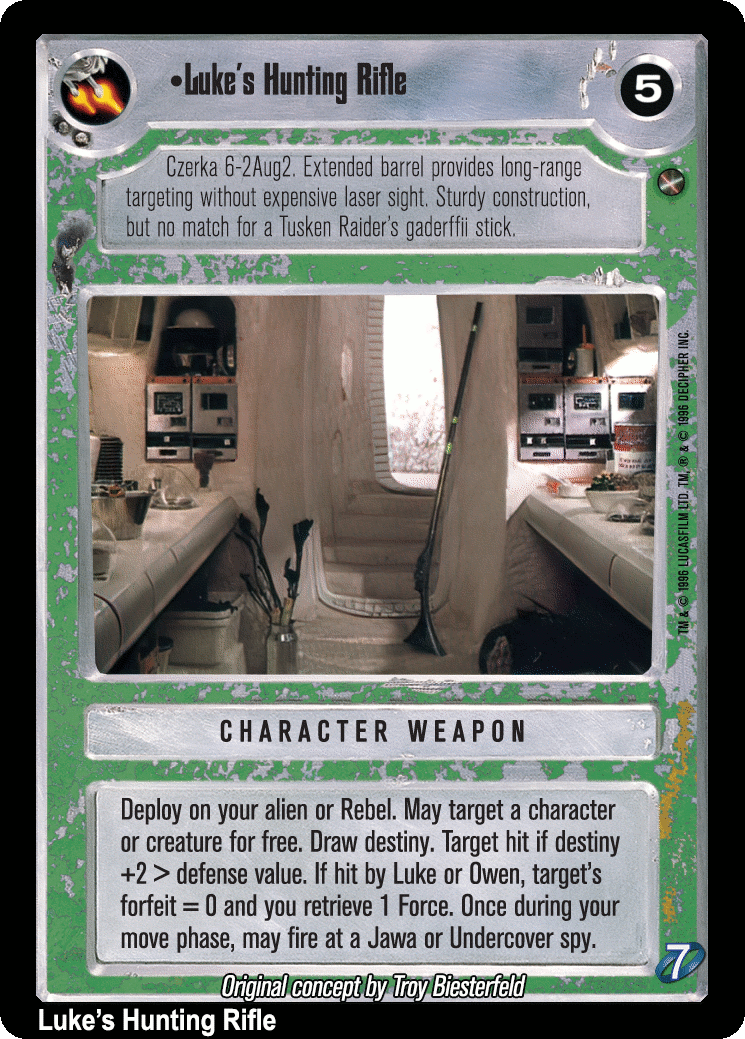 •Luke's Hunting Rifle
5
Czerka 6-2Aug2. Extended barrel provides long-range
targeting without expensive laser sight. Sturdy construction,
but no match for a Tusken Raider's gaderffii stick.
TM & © 1996 LUCASFILM LTD. TM, ® & © 1996 DECIPHER INC.
CHARACTER WEAPON
Deploy on your alien or Rebel. May target a character
or creature for free. Draw destiny. Target hit if destiny
+2 > defense value. If hit by Luke or Owen, target's
forfeit = 0 and you retrieve 1 Force. Once during your
move phase, may fire at a Jawa or Undercover spy.
7
Original concept by Troy Biesterfeld
Luke's Hunting Rifle